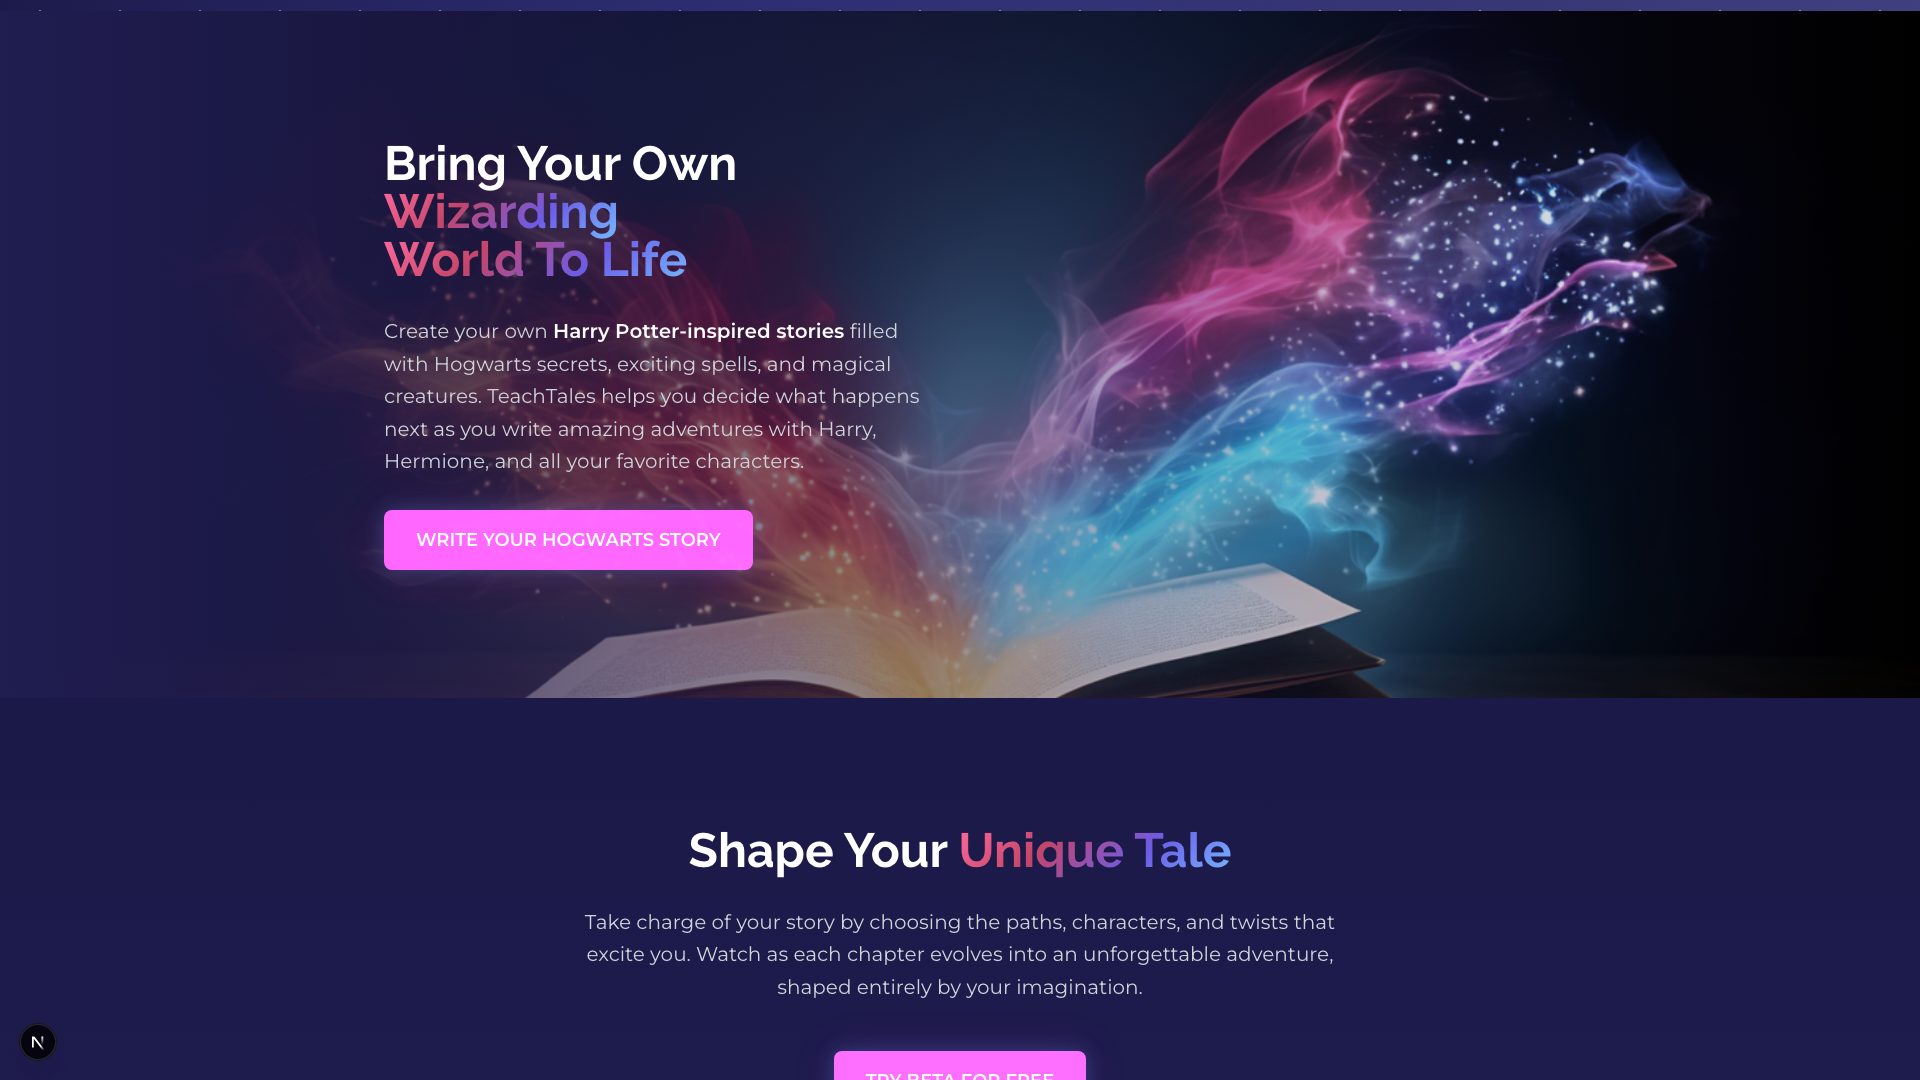 Bring Your Own
Wizarding
World To Life
Create your own Harry Potter-inspired stories filled
with Hogwarts secrets, exciting spells, and magical
creatures. TeachTales helps you decide what happens
next as you write amazing adventures with Harry,
Hermione, and all your favorite characters.
WRITE YOUR HOGWARTS STORY
Shape Your Unique Tale
Take charge of your story by choosing the paths, characters, and twists that
excite you. Watch as each chapter evolves into an unforgettable adventure,
shaped entirely by your imagination.
TRY BETA FOR FREE
N